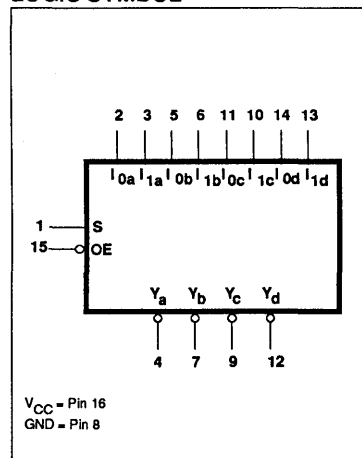 LOGIC SYMBOL
2 3 5 6 11 10 14 13
I0a I1a I0b I1b I0c I1c I0d I1d
1 S
15 OE
Ya Yb Yc Yd
4 7 9 12
VCC = Pin 16
GND = Pin 8